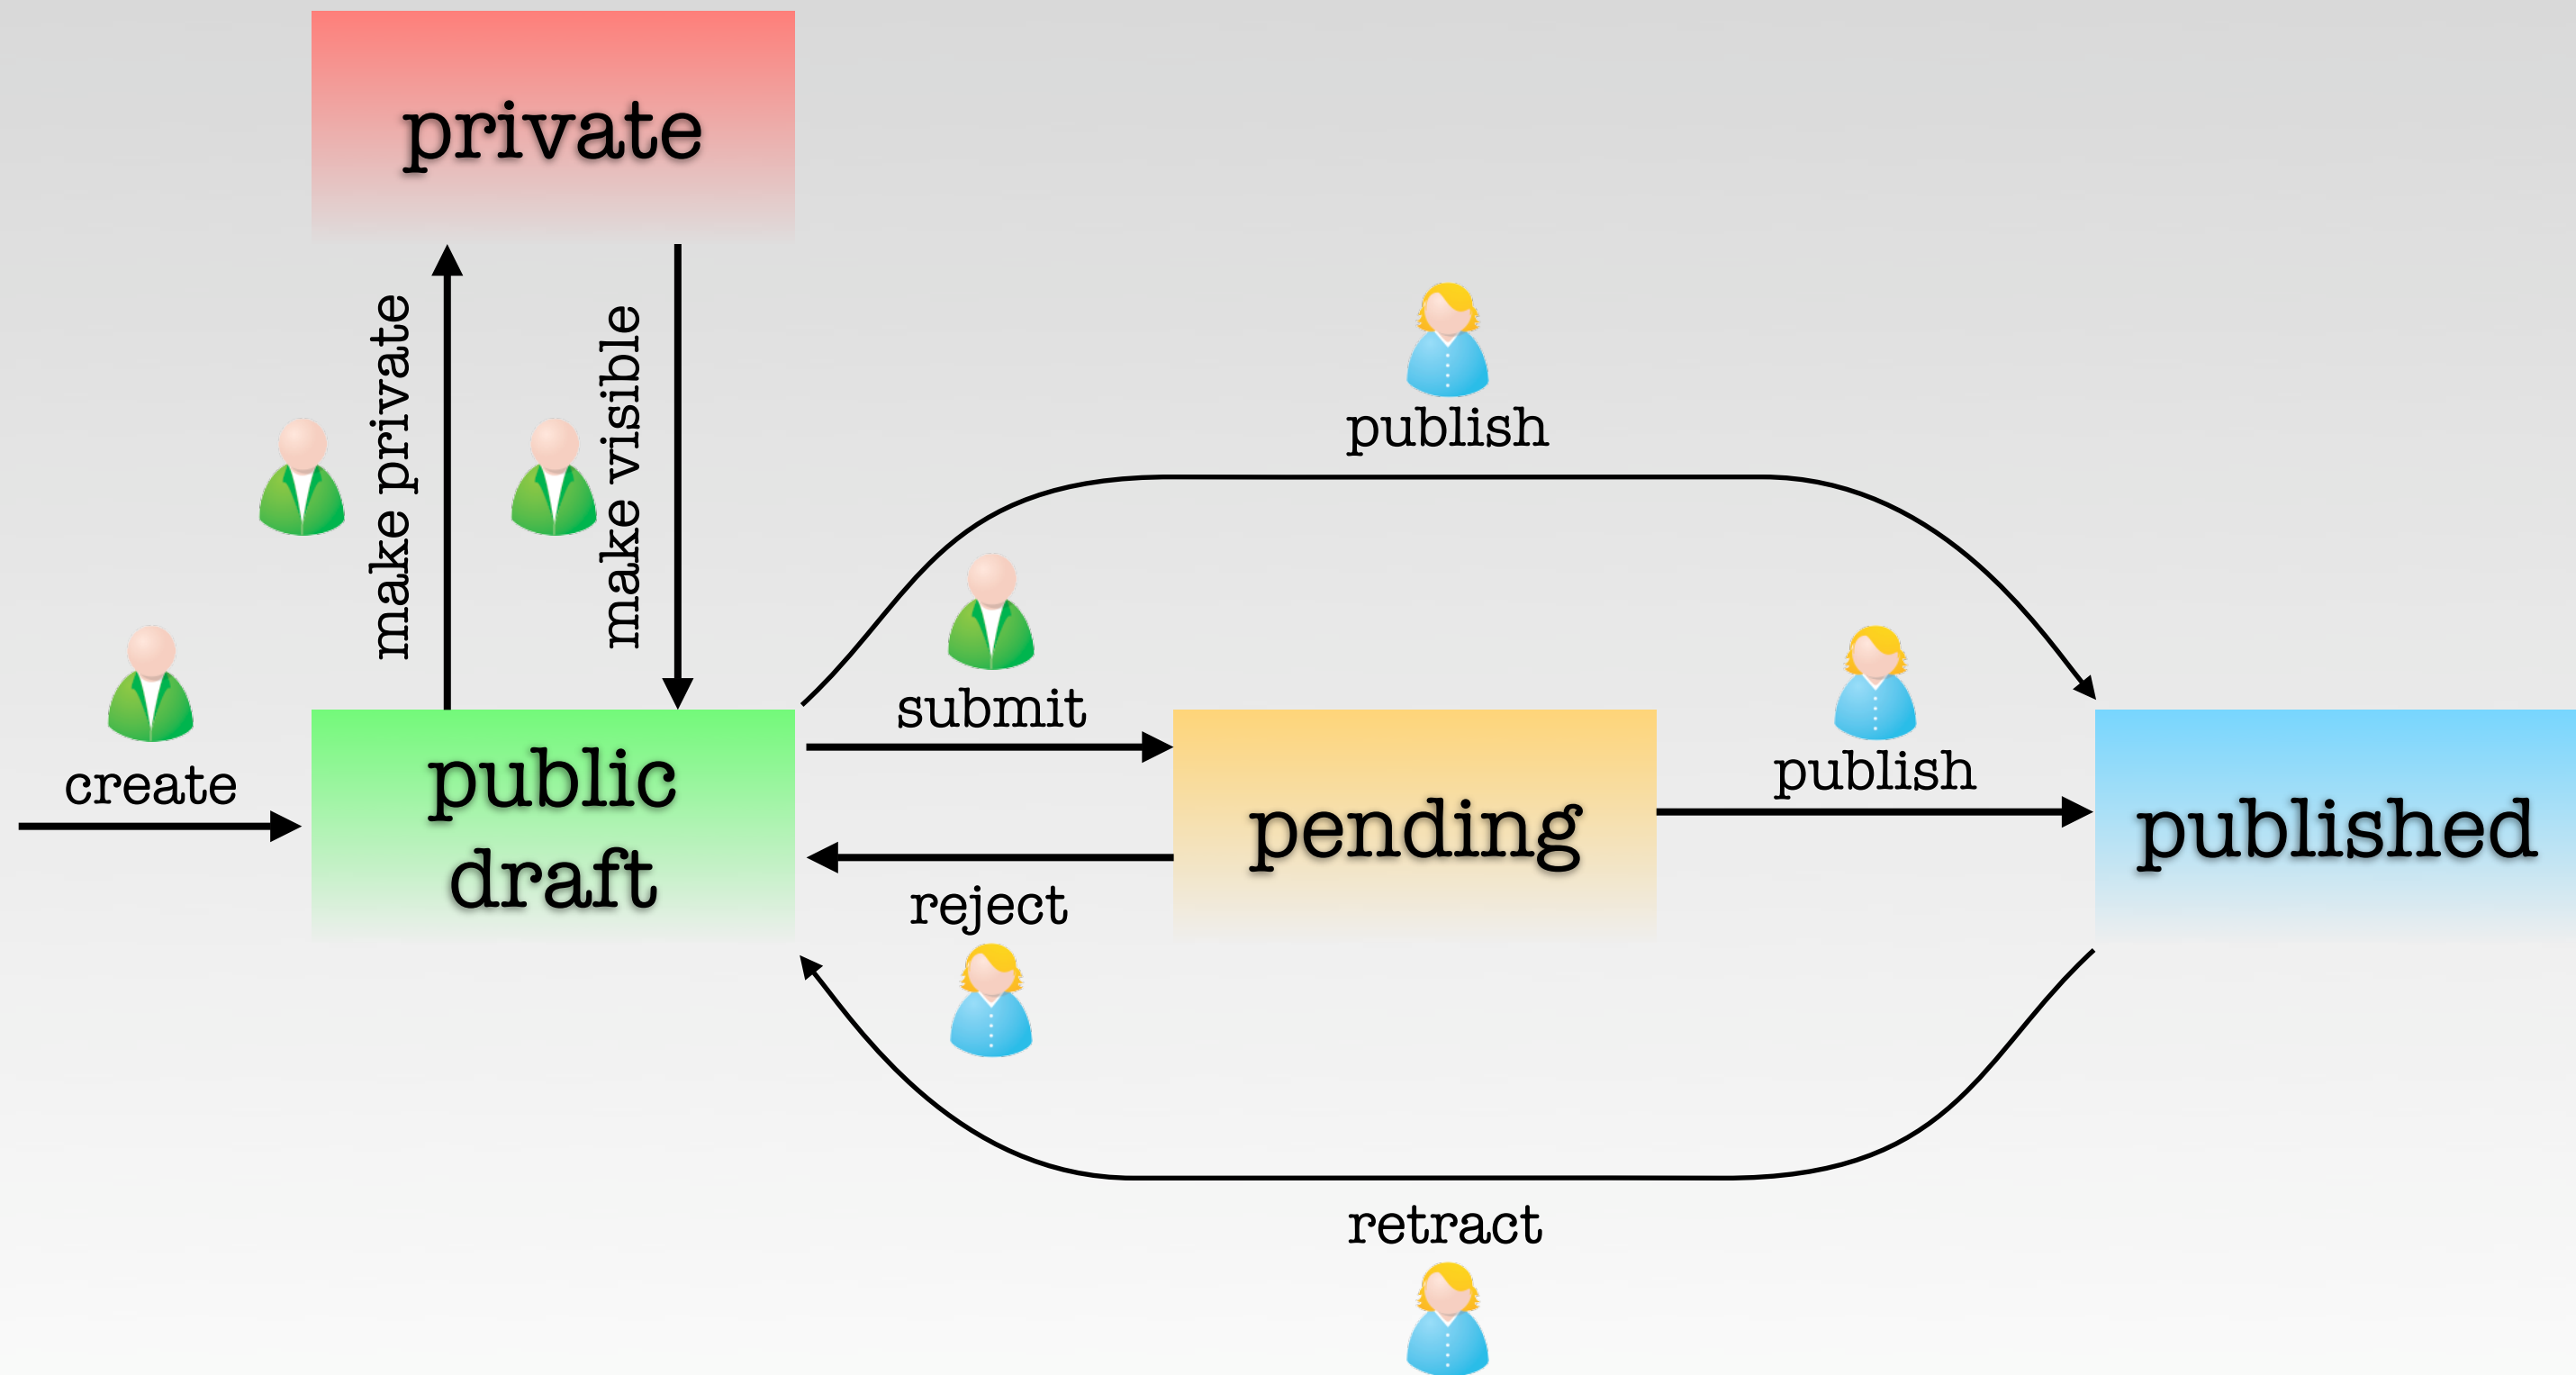 private
make private
make visible
publish
submit
create
public
draft
pending
publish
published
reject
retract